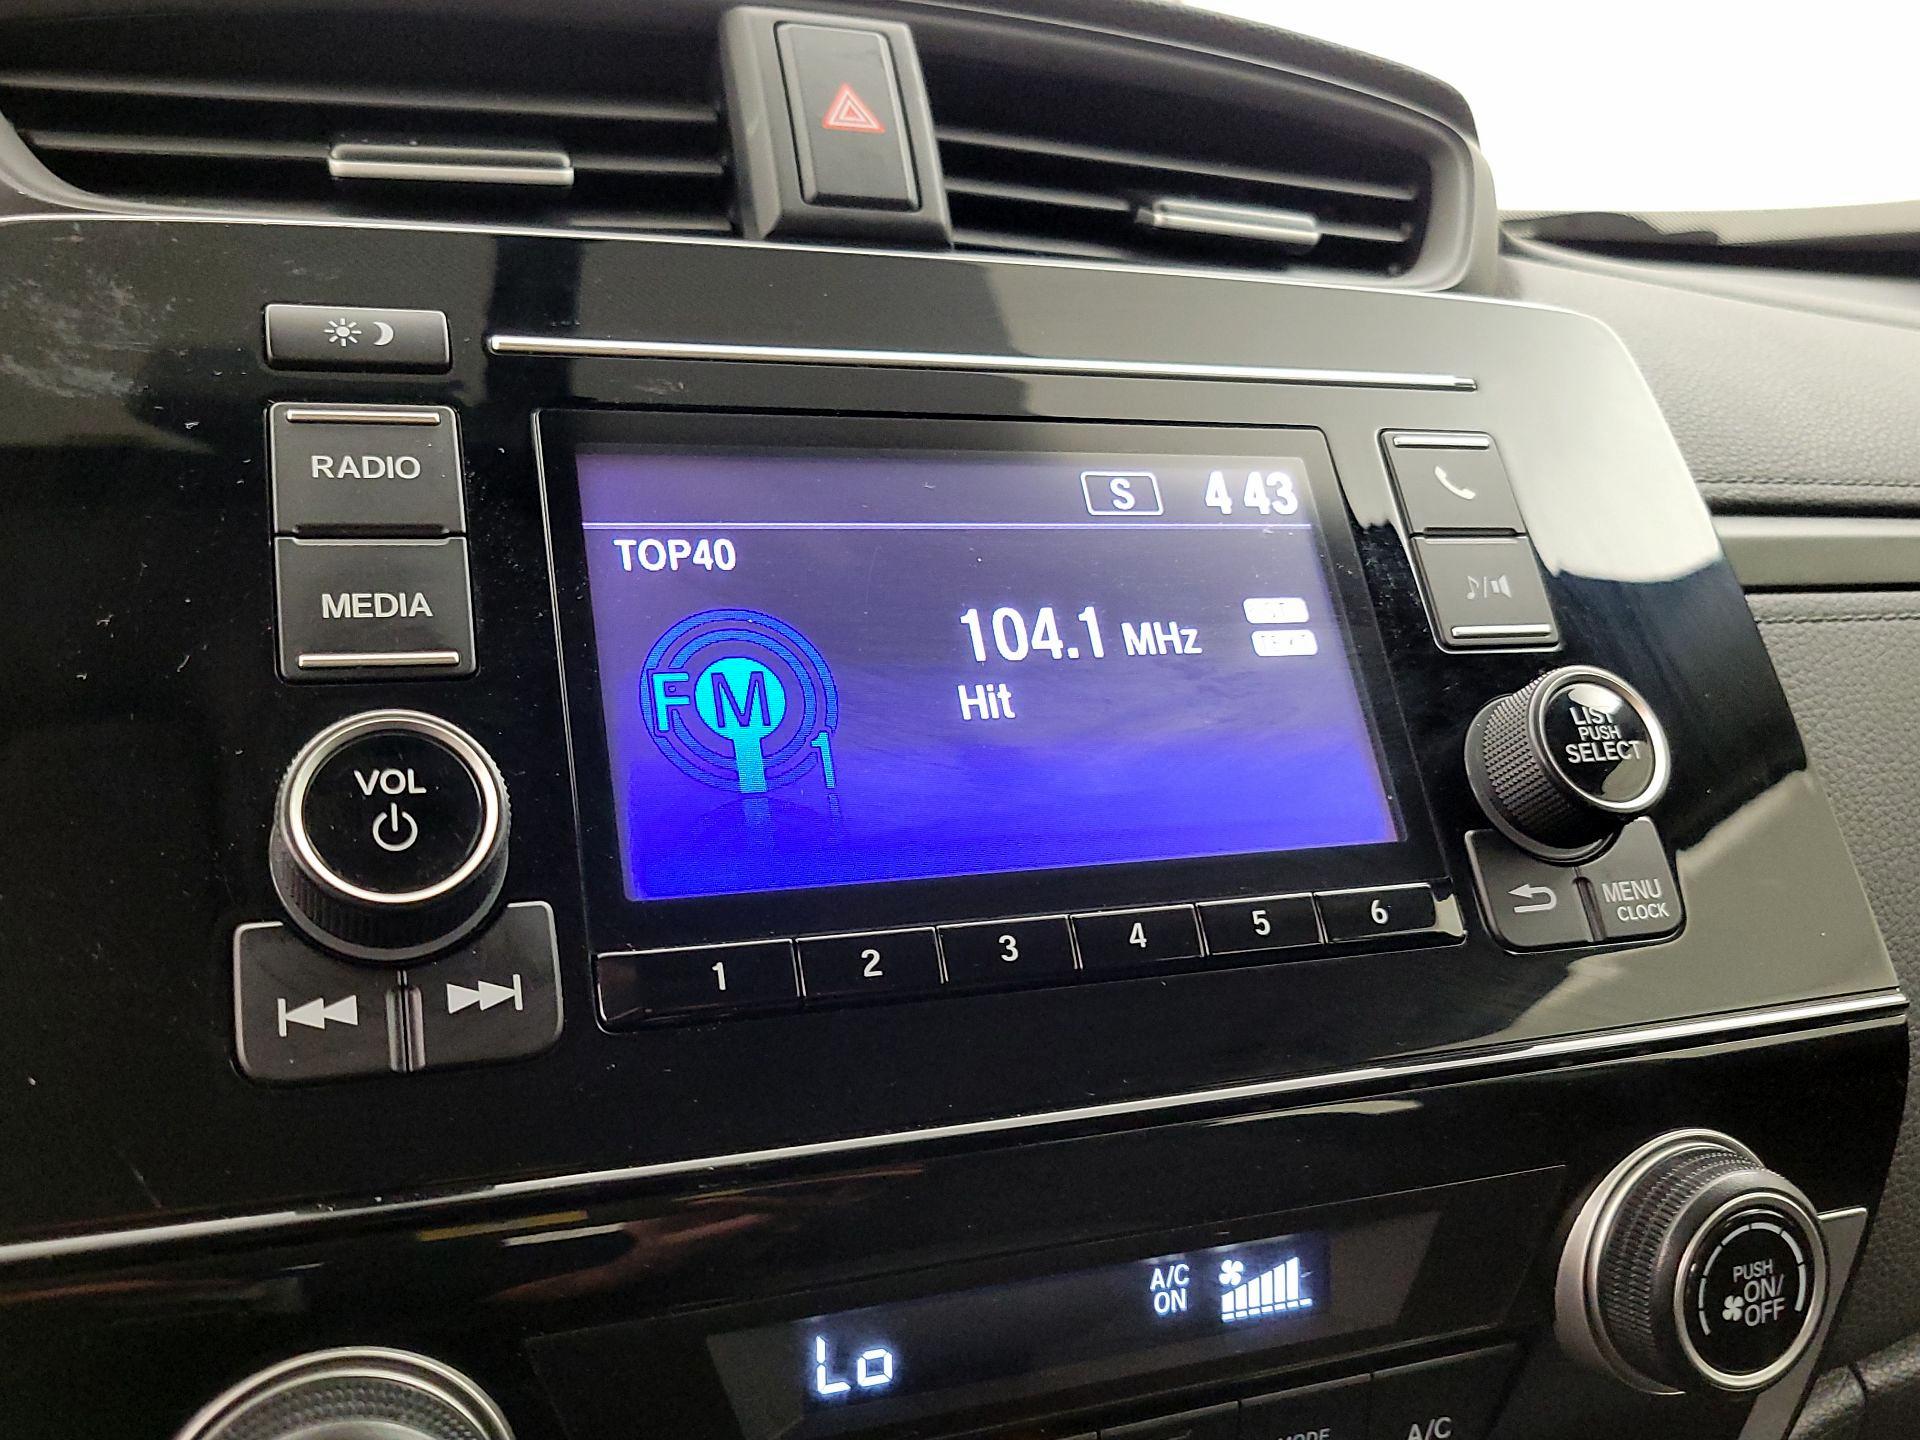 RADIO
MEDIA
VOL
S
4 43
TOP40
FM
1
104.1 MHz
Hit
LIST
PUSH
SELECT
MENU
CLOCK
1 2 3 4 5 6
A/C
ON
Lo
PUSH
ON/
OFF
MODE
A/C